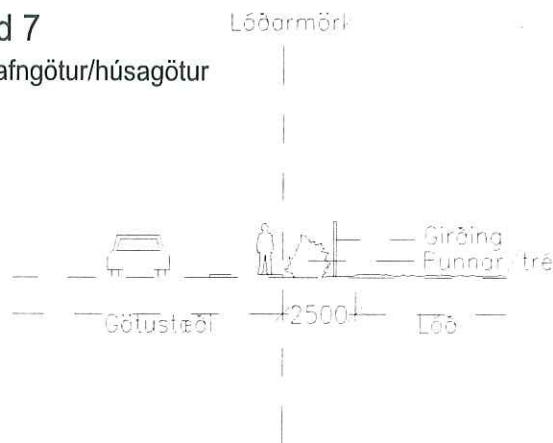 d 7
Lóðarmörk
afngötur/húsagötur
Girðing
Runnar/tré
Götustæði
2500
Lóð